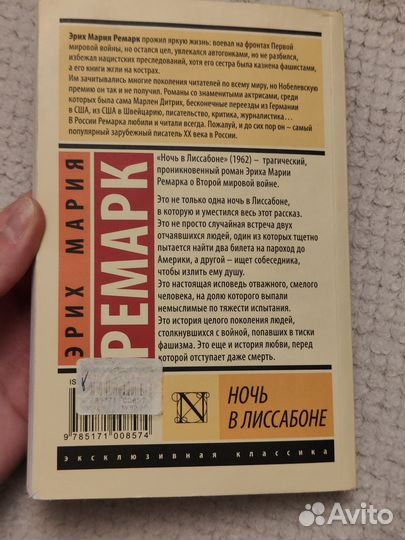 Эрих Мария Ремарк прожил яркую жизнь: воевал на фронтах Первой
мировой войны, но остался цел, увлекался автогонками, но не разбился,
избежал нацистских преследований, хотя его сестра была казнена фашистами,
а его книги жгли на кострах.
Им зачитывались многие поколения читателей по всему миру, но Нобелевскую
премию он так и не получил. Романы со знаменитыми актрисами, среди
которых была сама Марлен Дитрих, бесконечные переезды из Германии
в США, из США в Швейцарию, писательство, критика, журналистика...
В России Ремарка любили и читали всегда. Пожалуй, и до сих пор он – самый
популярный зарубежный писатель XX века в России.
ЭРИХ МАРИЯ
РЕМАРК
«Ночь в Лиссабоне» (1962) – трагический,
проникновенный роман Эриха Марии
Ремарка о Второй мировой войне.
Это не только одна ночь в Лиссабоне,
в которую и уместился весь этот рассказ.
Это не просто случайная встреча двух
отчаявшихся людей, один из которых тщетно
пытается найти два билета на пароход до
Америки, а другой – ищет собеседника,
чтобы излить ему душу.
Это настоящая исповедь отважного, смелого
человека, на долю которого выпали
немыслимые по тяжести испытания.
Это история целого поколения людей,
столкнувшихся с войной, попавших в тиски
фашизма. Это еще и история любви, перед
которой отступает даже смерть.
IS
9 785171 008574
N
НОЧЬ
В ЛИССАБОНЕ
эксклюзивная классика
Avito